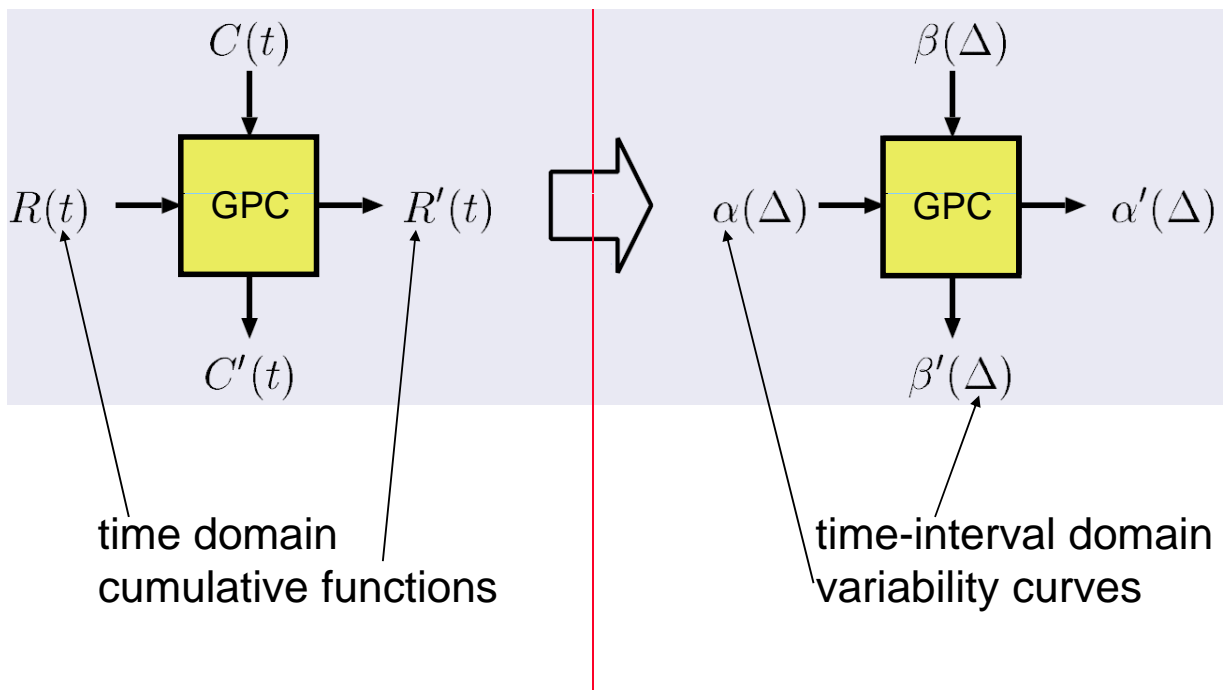 C(t)
R(t)
GPC
R′(t)
C′(t)
time domain
cumulative functions
β(Δ)
α(Δ)
GPC
α′(Δ)
β′(Δ)
time-interval domain
variability curves